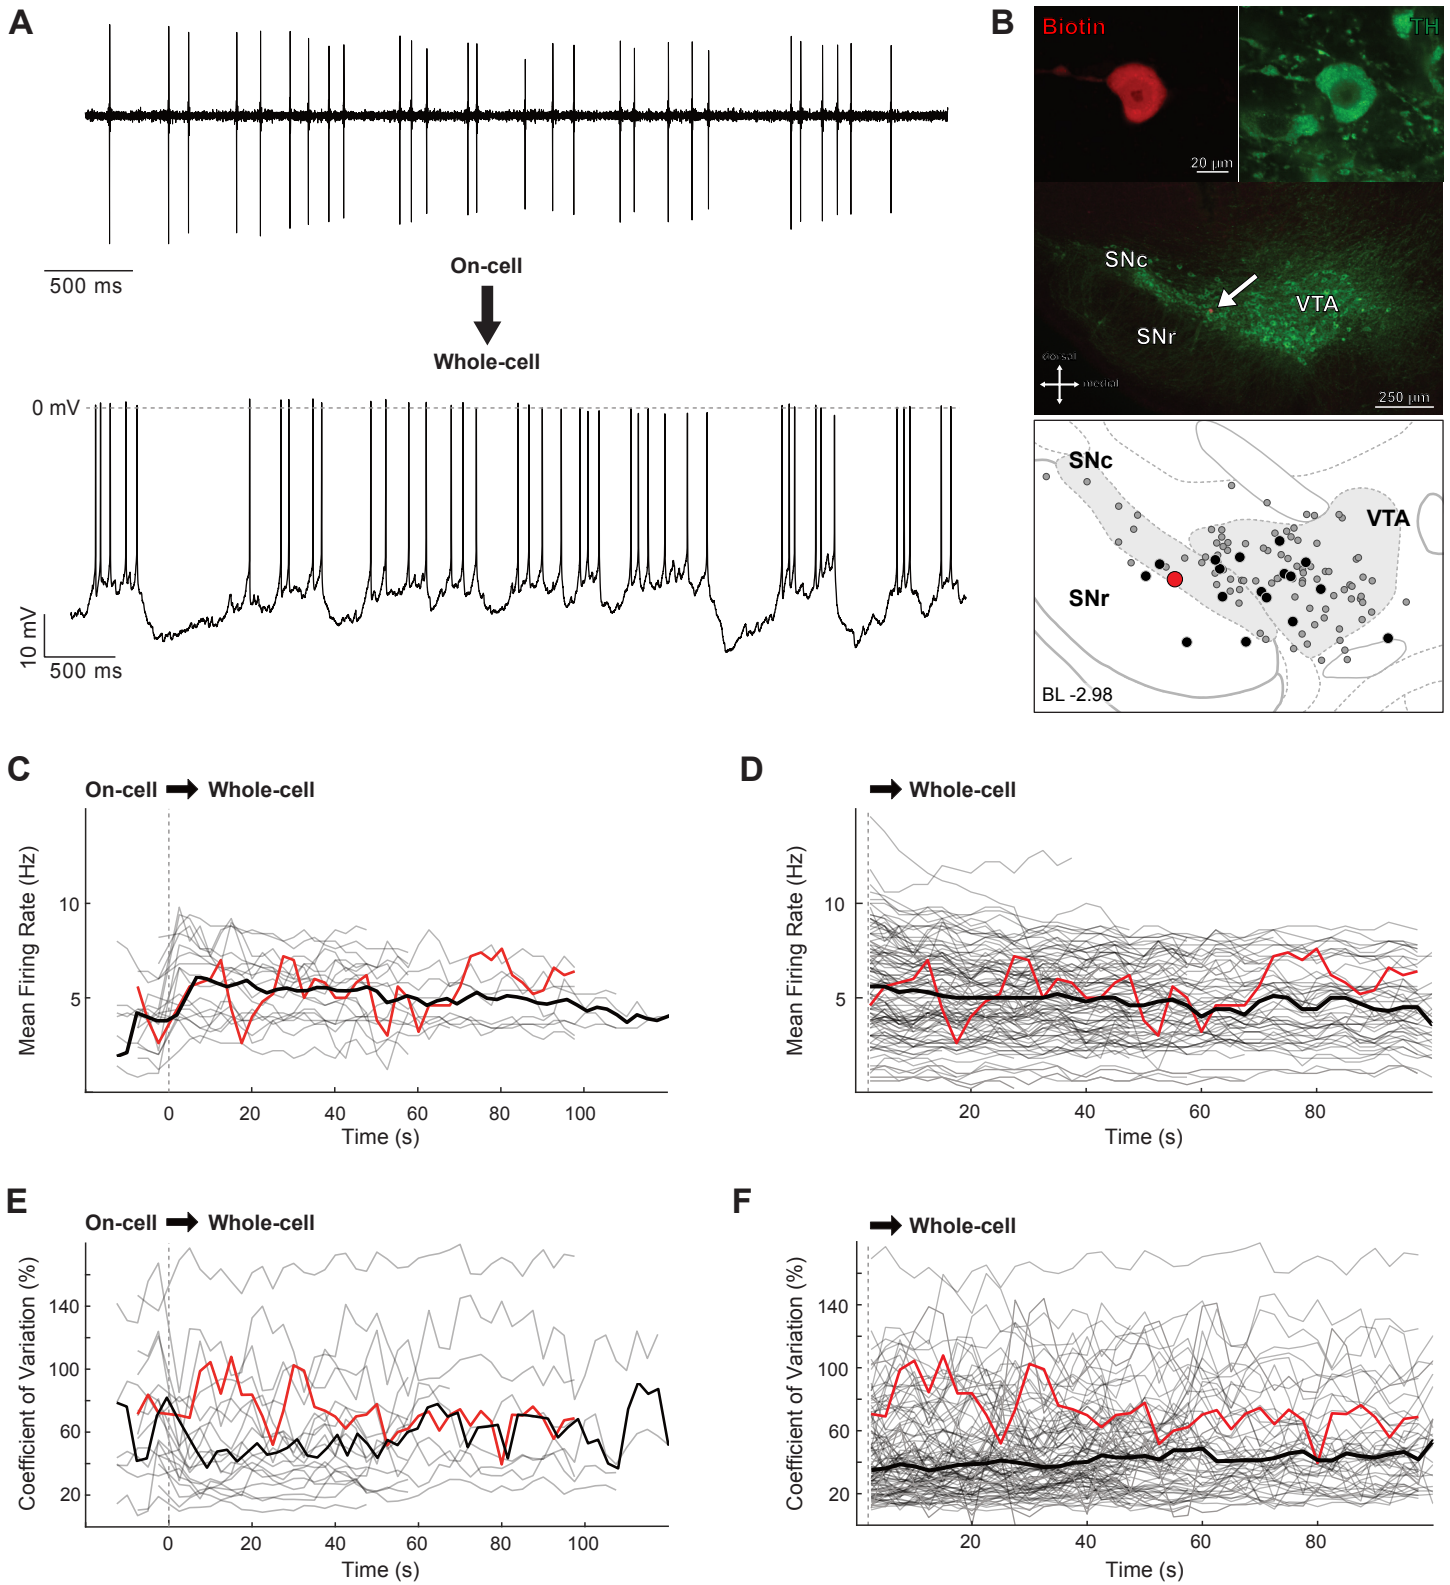 A
500 ms
On-cell
Whole-cell
0 mV
10 mV
500 ms
B
Biotin
TH
20 µm
SNc
VTA
SNr
dorsal
medial
250 µm
SNc
VTA
SNr
BL -2.98
C
On-cell Whole-cell
Mean Firing Rate (Hz)
10
5
0 20 40 60 80 100
Time (s)
D
Whole-cell
Mean Firing Rate (Hz)
10
5
20 40 60 80
Time (s)
E
On-cell Whole-cell
Coefficient of Variation (%)
140
100
60
20
0 20 40 60 80 100
Time (s)
F
Whole-cell
Coefficient of Variation (%)
140
100
60
20
20 40 60 80
Time (s)